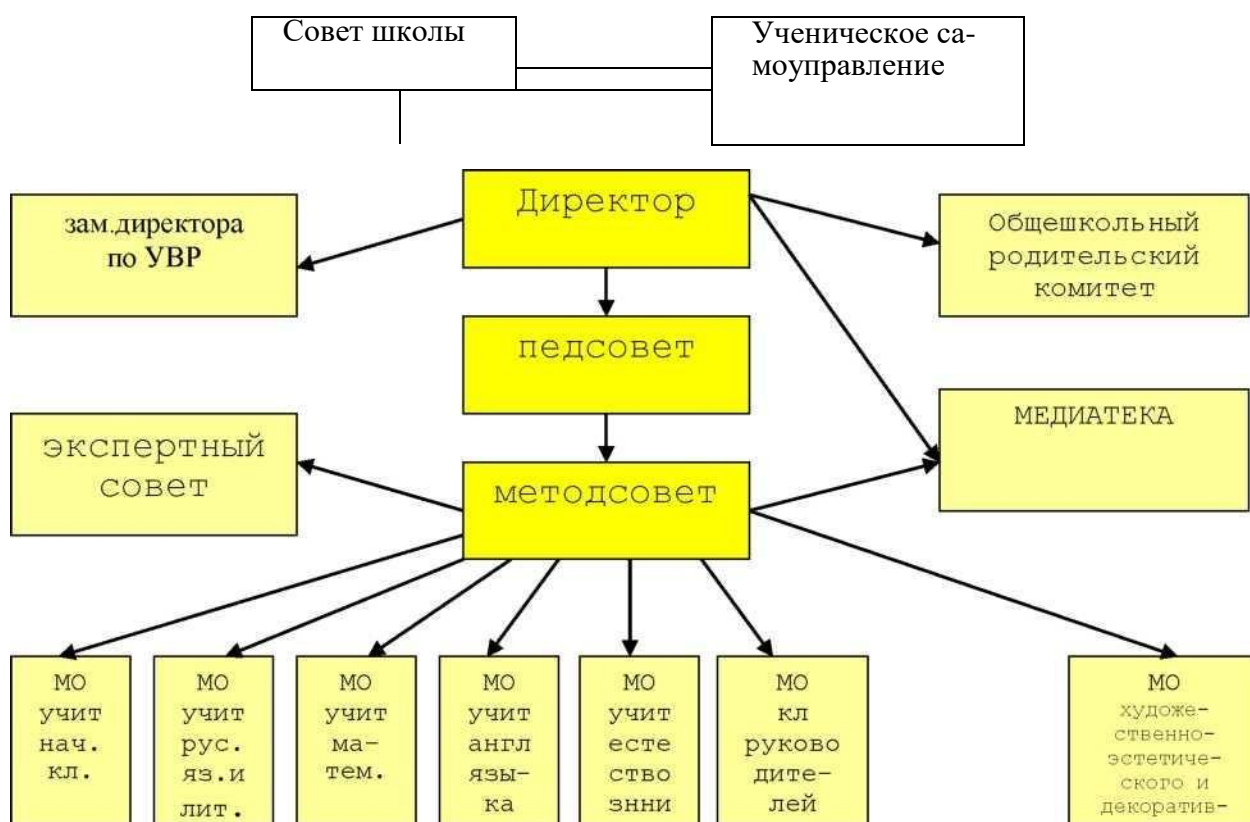 Совет школы
Ученическое са-
моуправление
Директор
зам.директора
по УВР
Общешкольный
родительский
комитет
педсовет
экспертный
совет
МЕДИАТЕКА
методсовет
МО
учит
нач.
кл.
МО
учит
рус.
яз.и
лит.
МО
учит
ма-
тем.
МО
учит
англ
язы-
ка
МО
учит
есте
ство
знни
МО
кл
руково
дите-
лей
МО
художе-
ственно-
эстетиче-
ского и
декоратив-